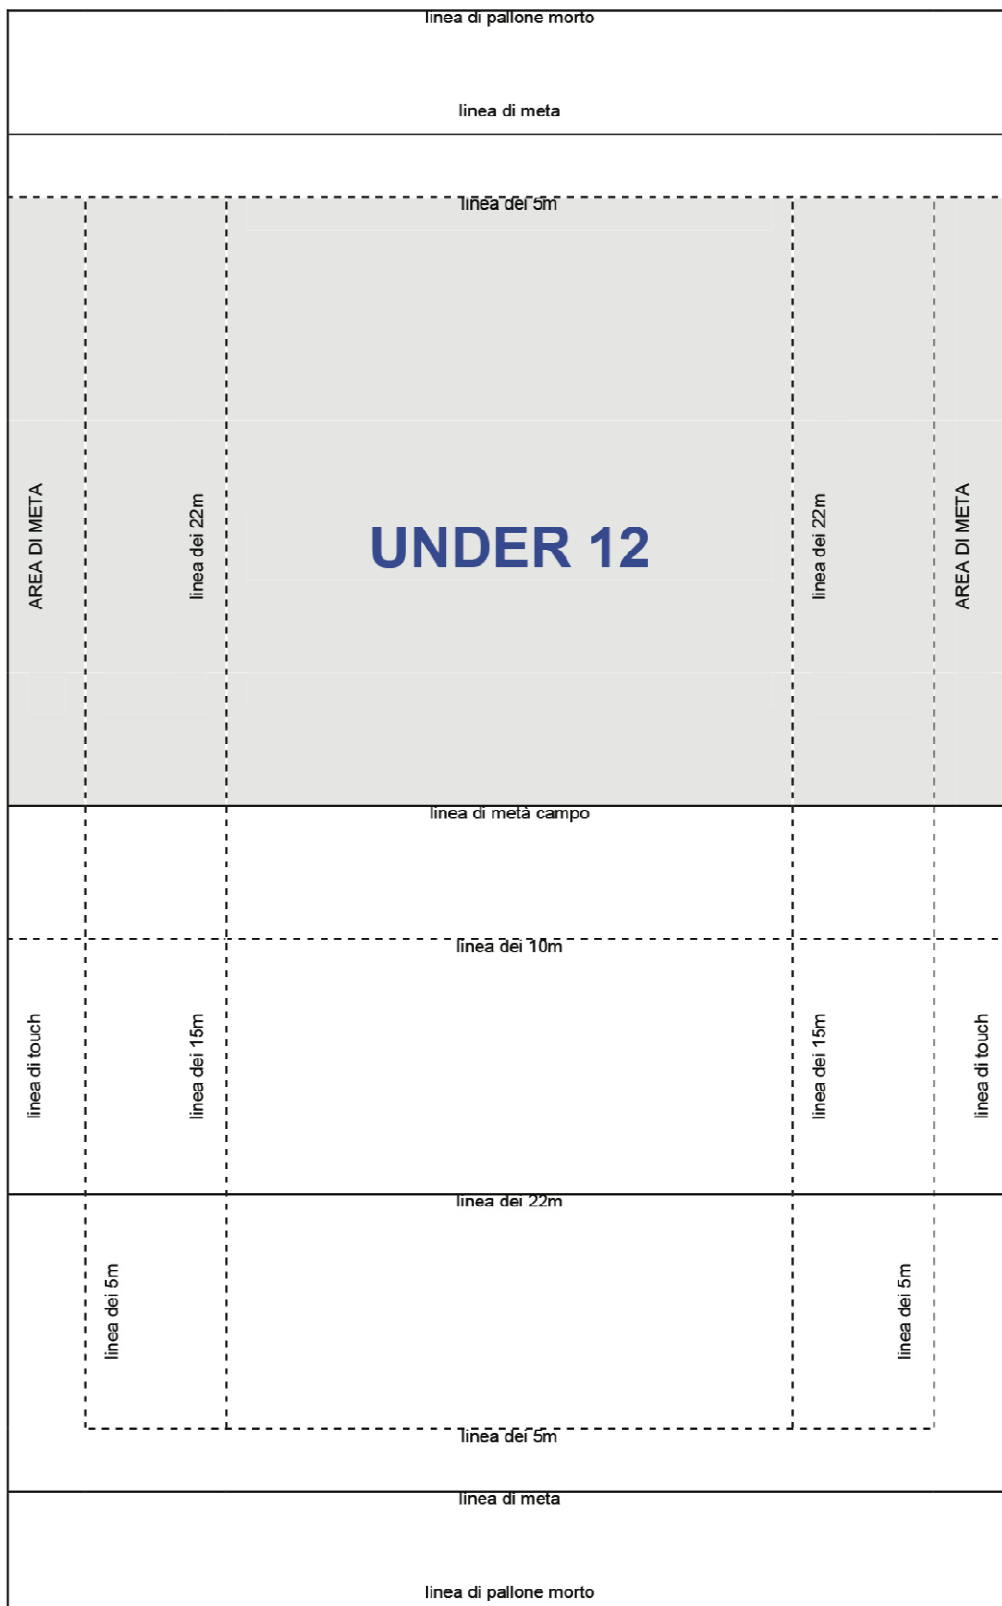 linea di pallone morto
linea di meta
linea dei 5m
AREA DI META
linea dei 22m
UNDER 12
linea dei 22m
AREA DI META
linea di metà campo
linea dei 10m
linea di touch
linea dei 15m
linea dei 15m
linea di touch
linea dei 22m
linea dei 5m
linea dei 5m
linea dei 5m
linea di meta
linea di pallone morto